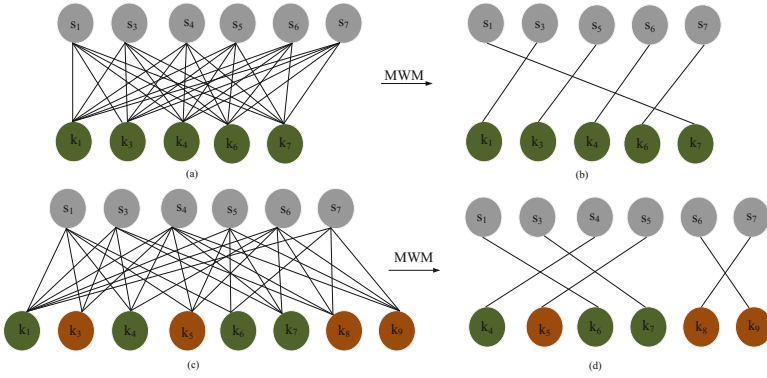 s₁ s₃ s₄ s₅ s₆ s₇
MWM
k₁ k₃ k₄ k₆ k₇
(a)
s₁ s₃ s₅ s₆ s₇
k₁ k₃ k₄ k₆ k₇
(b)
s₁ s₃ s₄ s₅ s₆ s₇
MWM
k₁ k₃ k₄ k₅ k₆ k₇ k₈ k₉
(c)
s₁ s₃ s₄ s₅ s₆ s₇
k₄ k₅ k₆ k₇ k₈ k₉
(d)